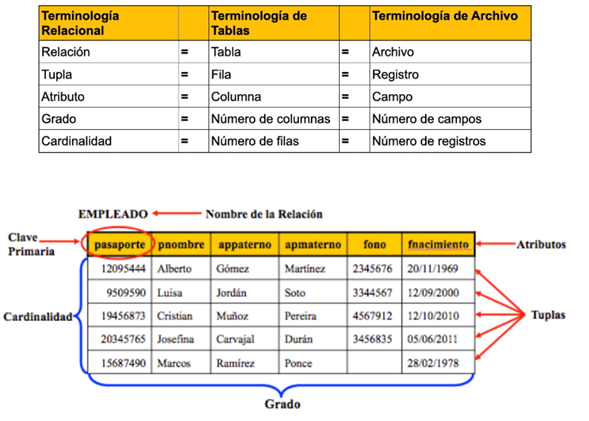 Terminología Relacional Terminología de Tablas Terminología de Archivo
Relación = Tabla = Archivo
Tupla = Fila = Registro
Atributo = Columna = Campo
Grado = Número de columnas = Número de campos
Cardinalidad = Número de filas = Número de registros
EMPLEADO Nombre de la Relación
Clave Primaria
pasaporte pnombre appaterno apmaterno fono fnacimiento
Atributos
12095444 Alberto Gómez Martínez 2345676 20/11/1969
9509590 Luisa Jordán Soto 3344567 12/09/2000
Cardinalidad
19456873 Cristian Muñoz Pereira 4567912 12/10/2010
Tuplas
20345765 Josefina Carvajal Durán 3456835 05/06/2011
15687490 Marcos Ramírez Ponce 28/02/1978
Grado